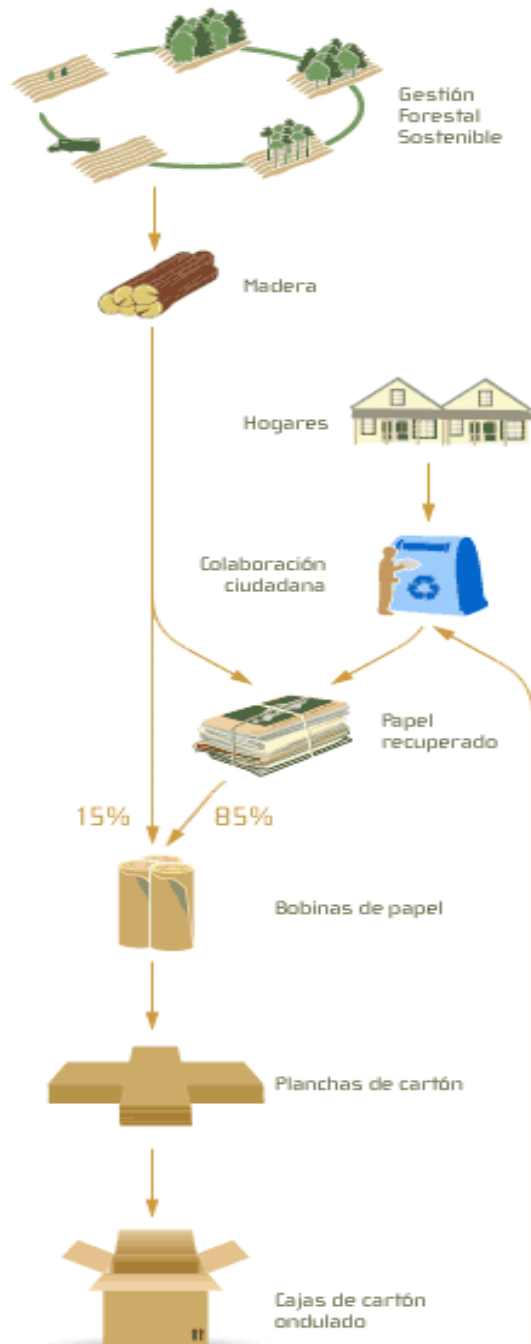 Gestión
Forestal
Sostenible
Madera
Hogares
Colaboración
ciudadana
Papel
recuperado
15%
85%
Bobinas de papel
Planchas de cartón
Cajas de cartón
ondulado